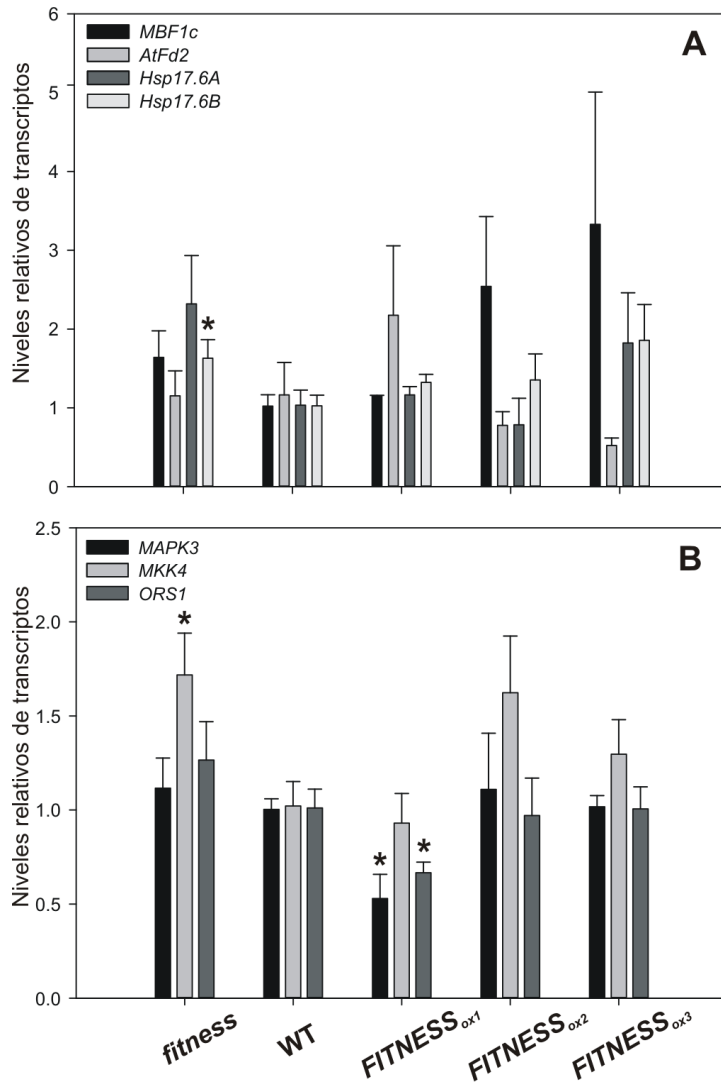 6
5
4
3
2
1
0
Niveles relativos de transcriptos
MBF1c
AtFd2
Hsp17.6A
Hsp17.6B
A
*
2.5
2.0
1.5
1.0
0.5
0.0
Niveles relativos de transcriptos
MAPK3
MKK4
ORS1
B
*
* *
fitness
WT
FITNESSox1
FITNESSox2
FITNESSox3